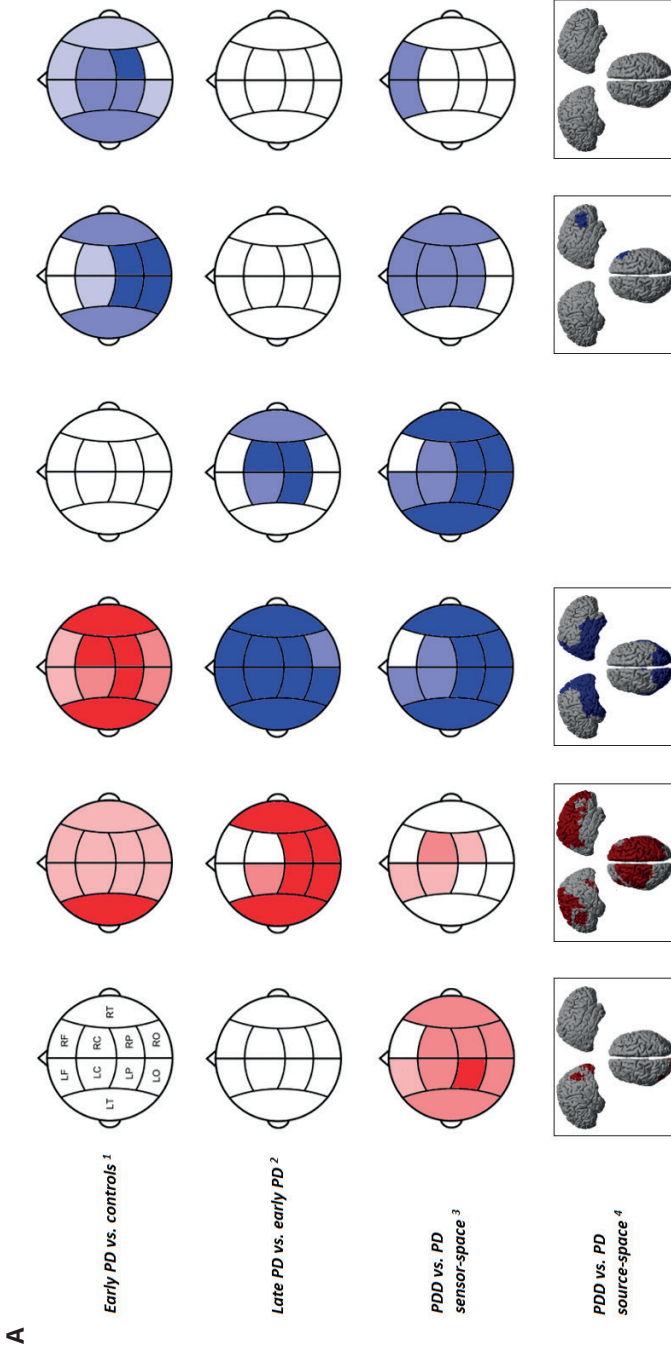 A
Early PD vs. controls 1
LF RF
LT LC RC RT
LP RP
LO RO
Late PD vs. early PD 2
PDD vs. PD
sensor-space 3
PDD vs. PD
source-space 4